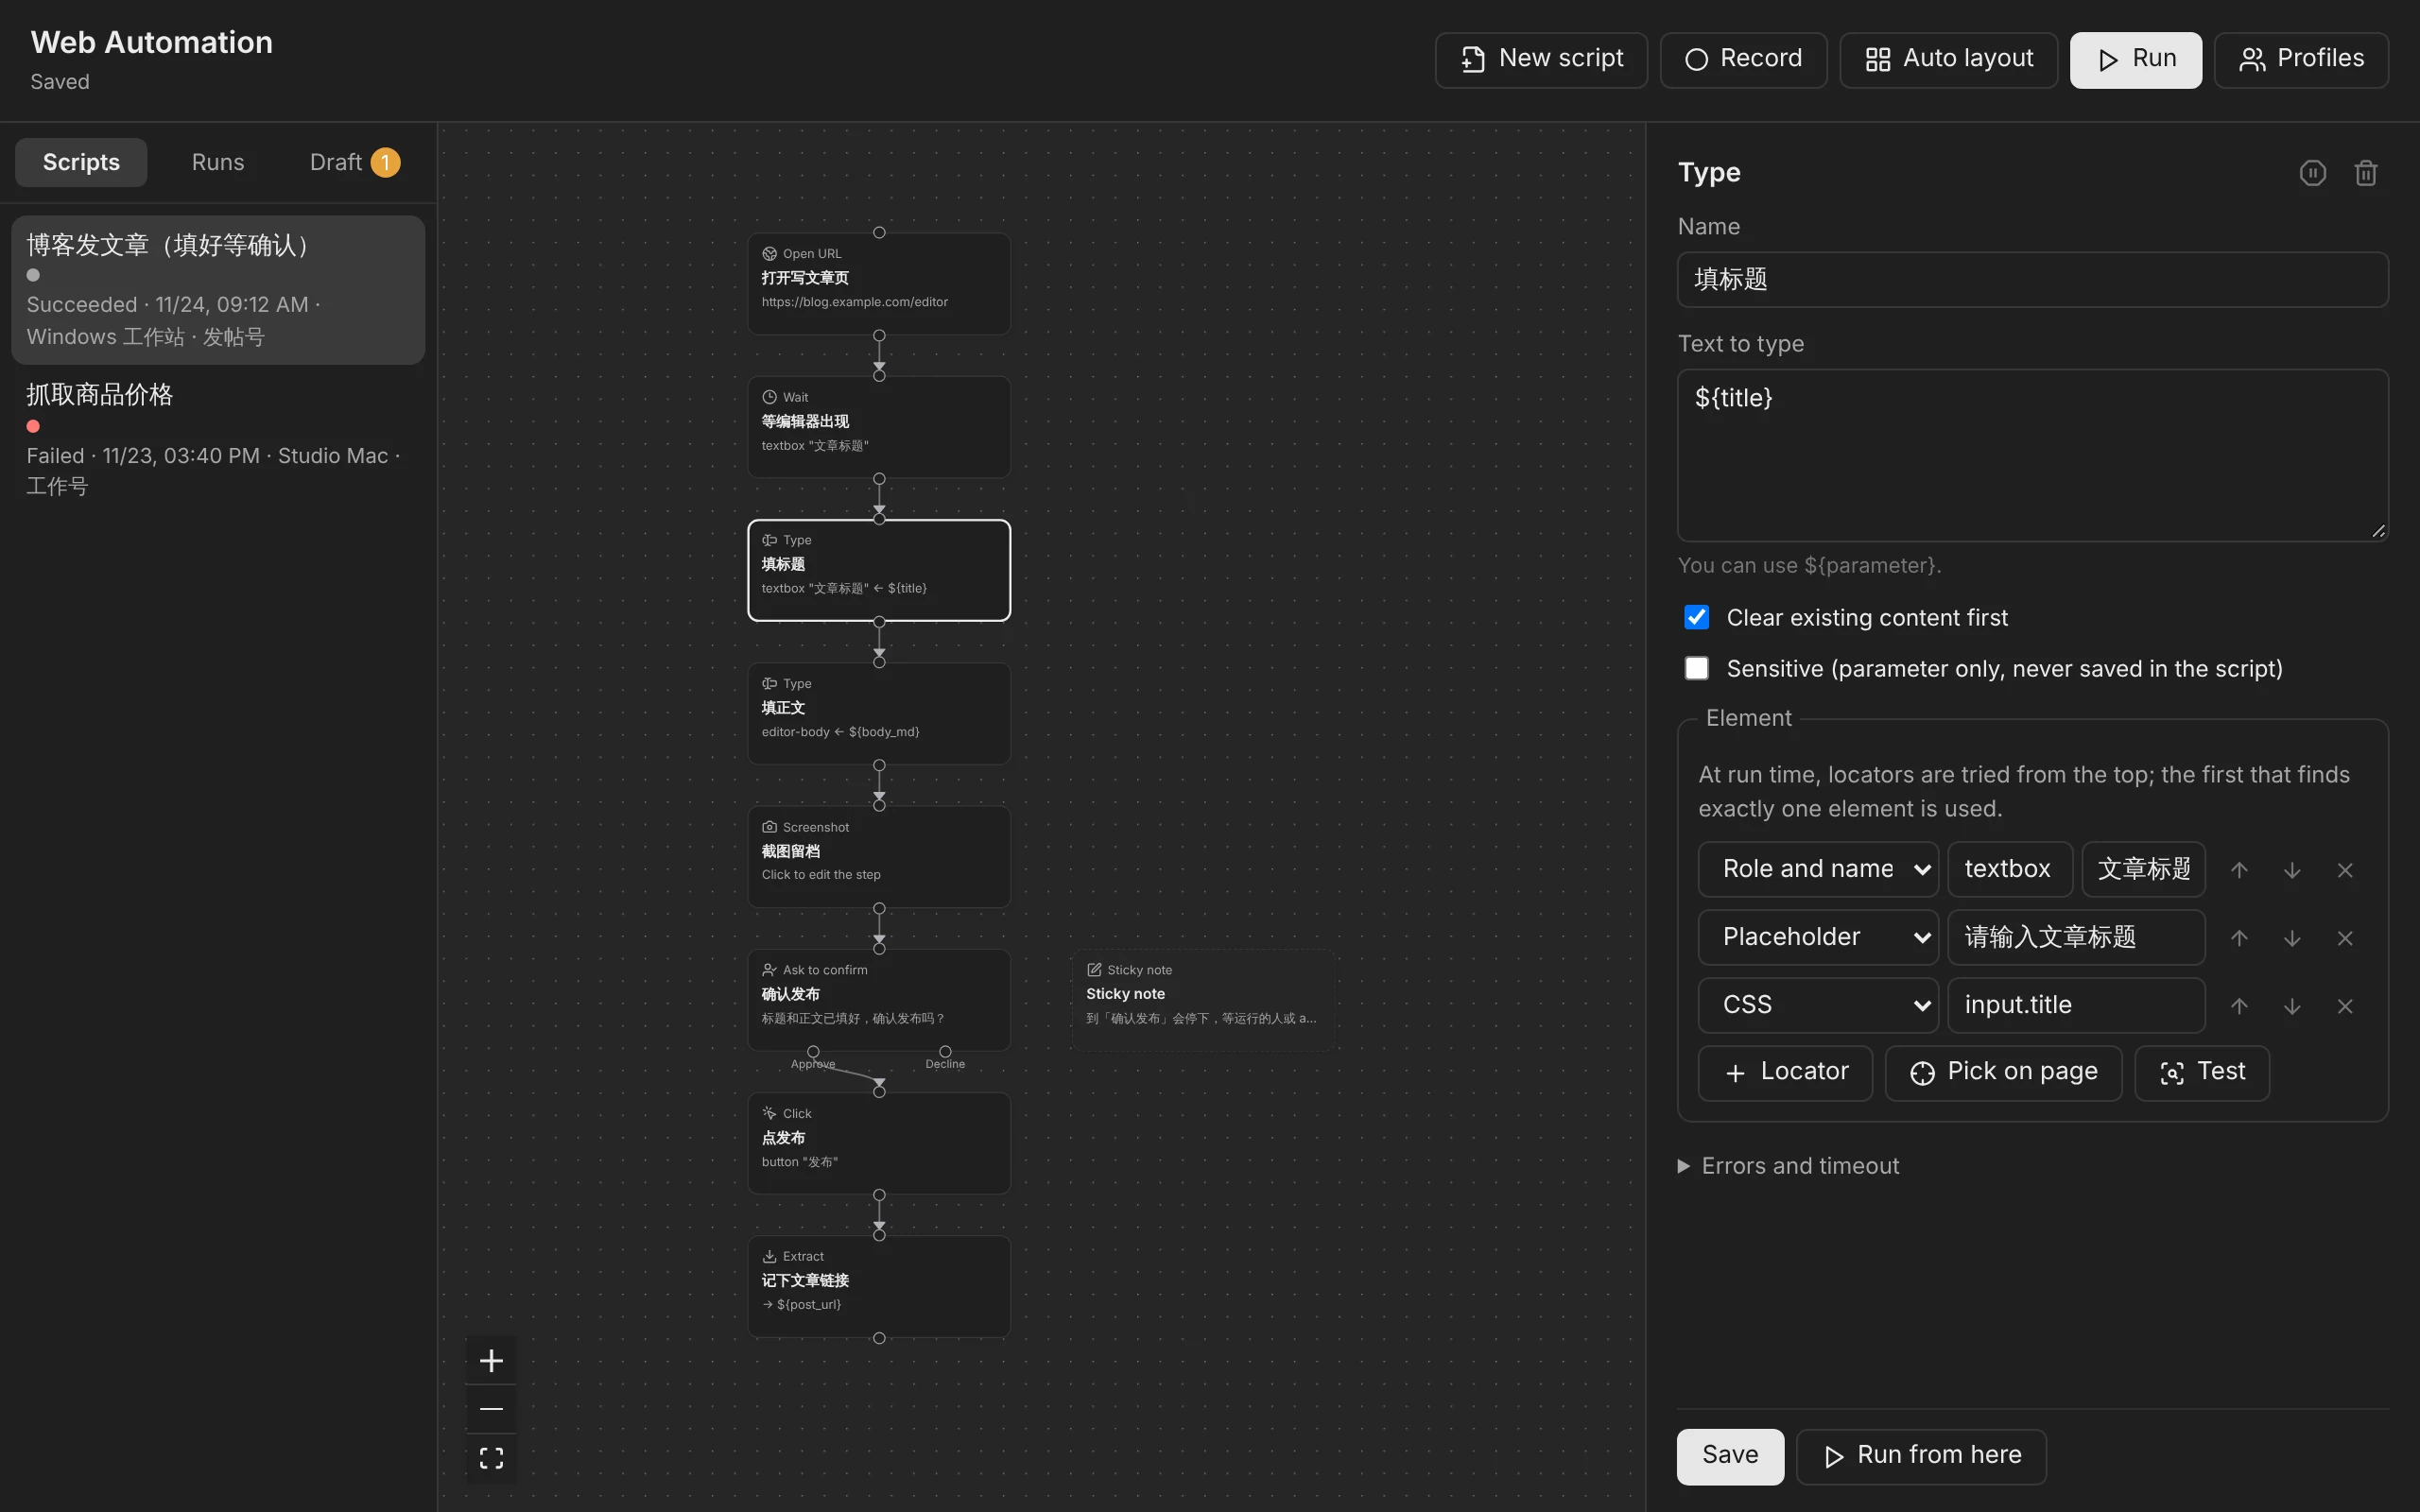 Web Automation
Saved
New script
Record
Auto layout
Run
Profiles
Scripts
Runs
Draft 1
博客发文章（填好等确认）
Succeeded · 11/24, 09:12 AM ·
Windows 工作站 · 发帖号
抓取商品价格
Failed · 11/23, 03:40 PM · Studio Mac ·
工作号
Open URL
打开写文章页
https://blog.example.com/editor
Wait
等编辑器出现
textbox "文章标题"
Type
填标题
textbox "文章标题" ← ${title}
Type
填正文
editor-body ← ${body_md}
Screenshot
截图留档
Click to edit the step
Ask to confirm
确认发布
标题和正文已填好，确认发布吗？
Approve
Decline
Sticky note
Sticky note
到「确认发布」会停下，等运行的人或 a...
Click
点发布
button "发布"
Extract
记下文章链接
→ ${post_url}
Type
Name
填标题
Text to type
${title}
You can use ${parameter}.
Clear existing content first
Sensitive (parameter only, never saved in the script)
Element
At run time, locators are tried from the top; the first that finds
exactly one element is used.
Role and name textbox 文章标题
Placeholder 请输入文章标题
CSS input.title
Locator
Pick on page
Test
Errors and timeout
Save
Run from here